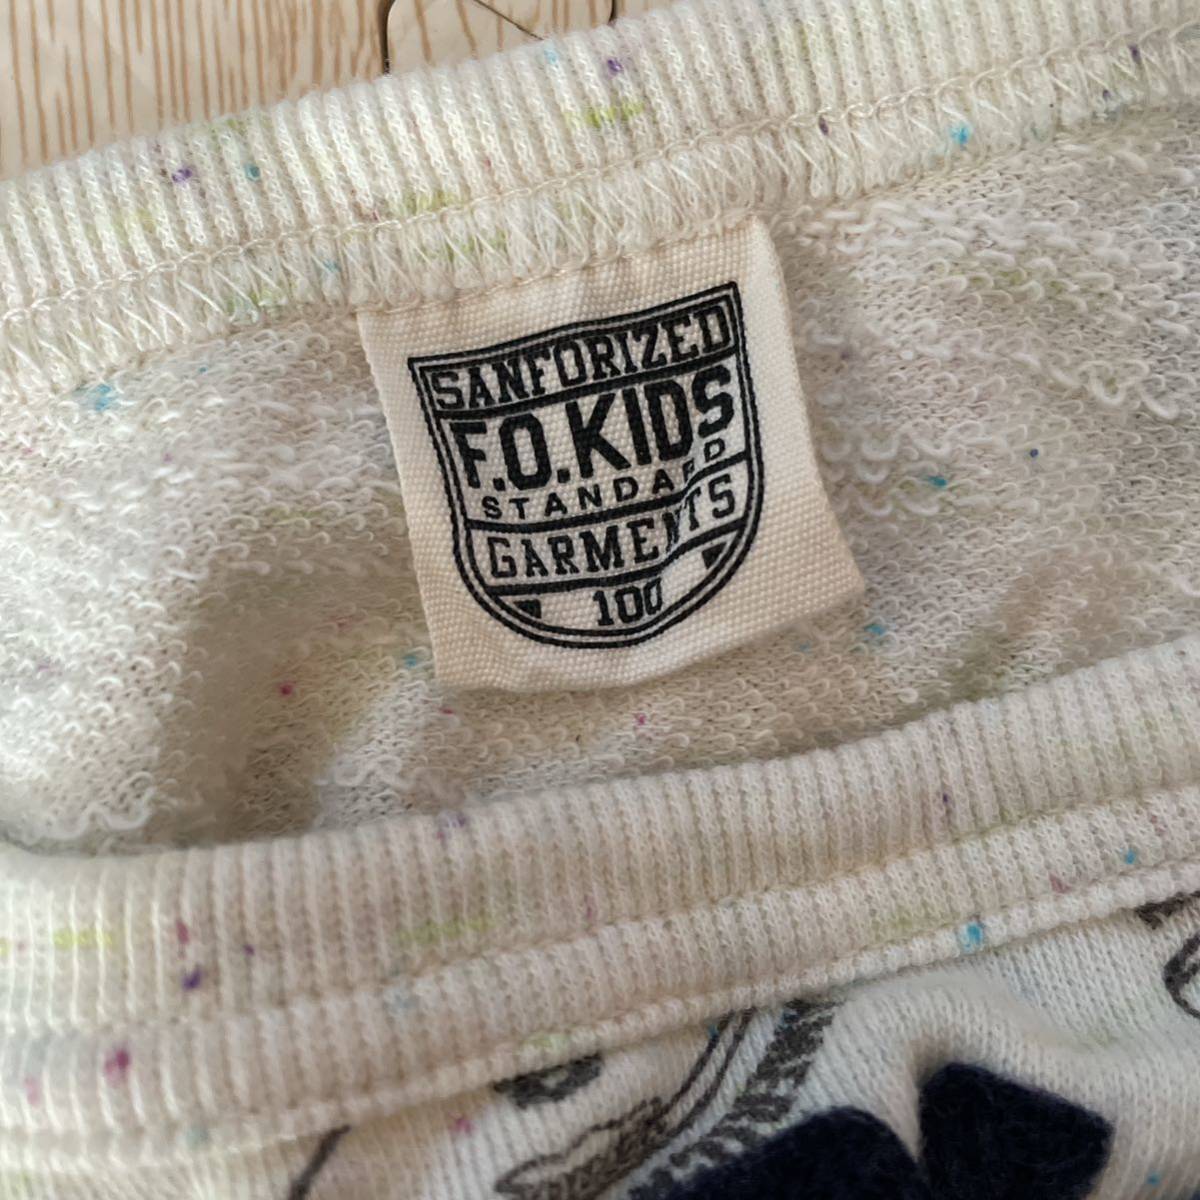 SANFORIZED
F.O.KIDS
STANDARD
GARMENTS
100